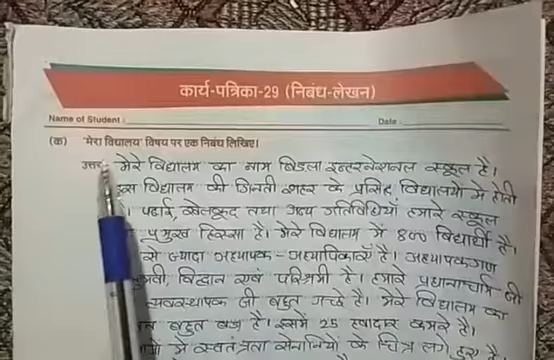 कार्य-पत्रिका-29 (निबंध-लेखन)
Name of Student : Date :
(क) 'मेरा विद्यालय' विषय पर एक निबंध लिखिए।
उत्तर- मेरे विद्यालय का नाम बिडला इन्टरनेशनल स्कूल है।
इस विद्यालय की गिनती शहर के प्रसिद्ध विद्यालयों में होती
पढाई, खेलकूद तथा अन्य गतिविधियाँ हमारे स्कूल
प्रमुख हिस्सा है। मेरे विद्यालय में 800 विद्यार्थी है।
से ज्यादा अध्यापक - अध्यापिकाएँ है। अध्यापकगण
विद्वान एवं परिश्रमी है। हमारे प्रधानाचार्य जी
व्यवस्थापक जी बहुत अच्छे है। मेरे विद्यालय का
बहुत बड़ा है। इसमें 25 हवादार कमरे है।
में स्वतंत्रता सेनानियों के चित्र लगे हुए है।